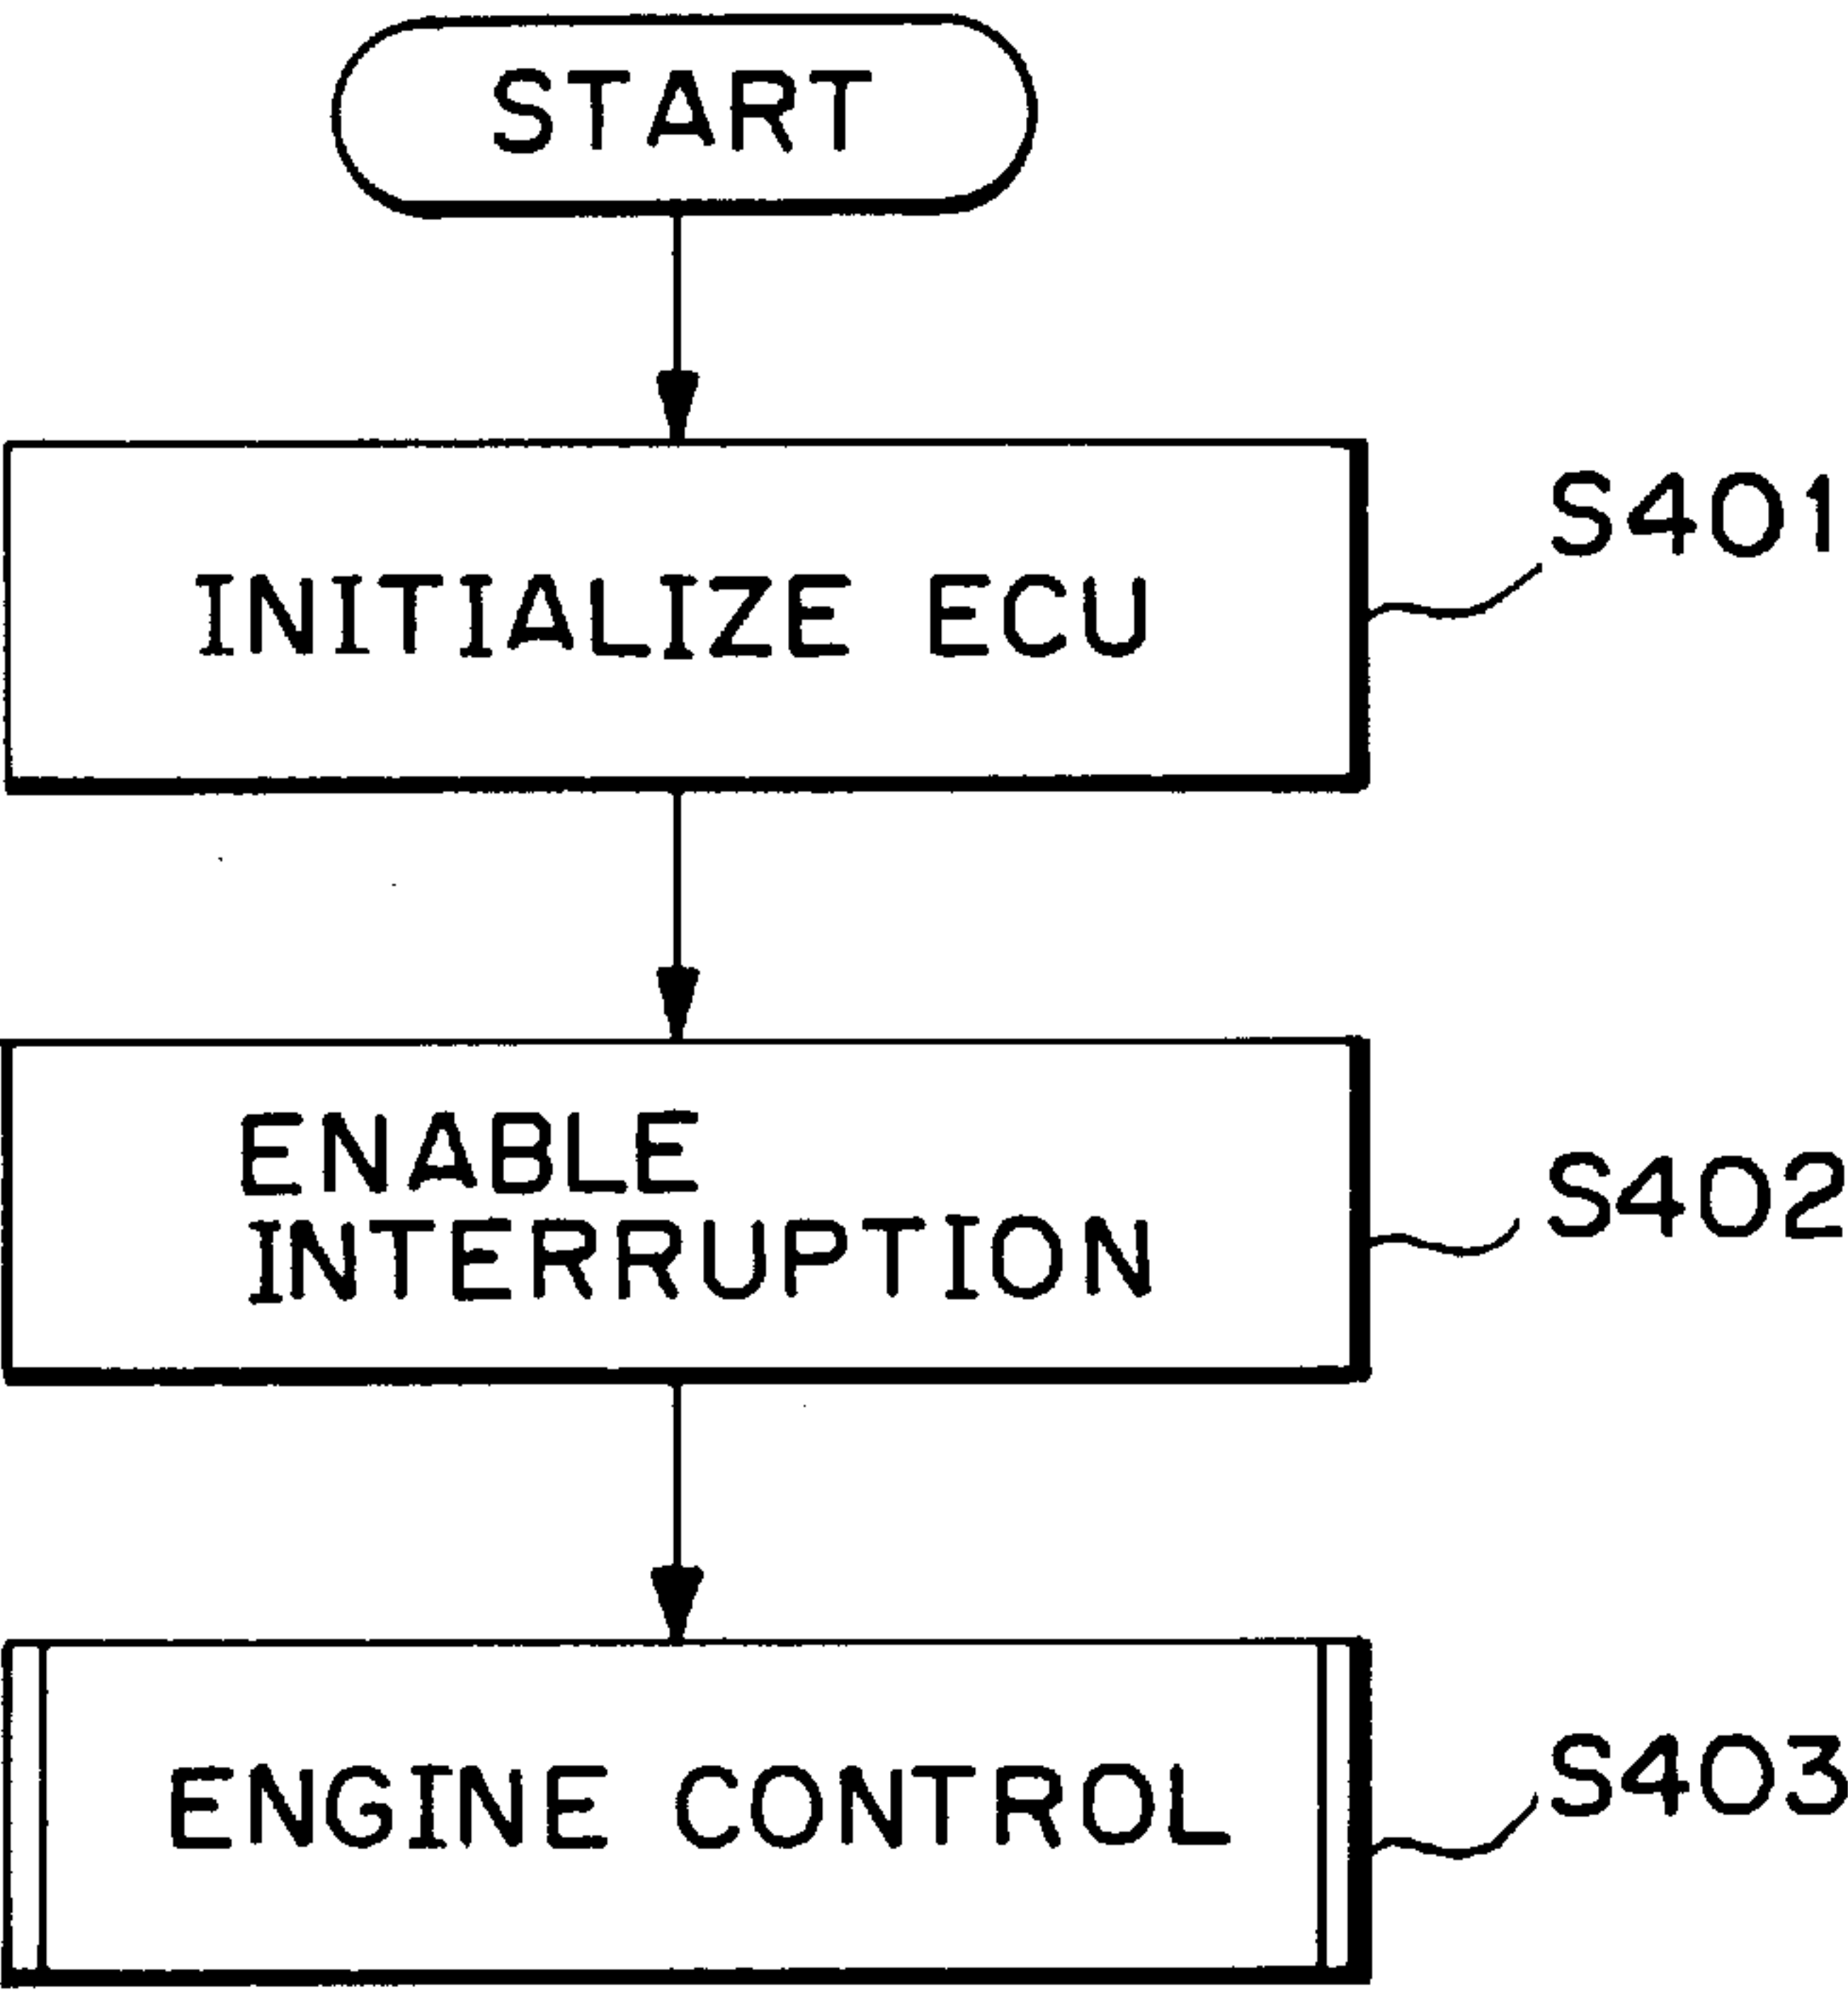 START
S401
INITIALIZE ECU
ENABLE
INTERRUPTION
S402
ENGINE CONTROL
S403